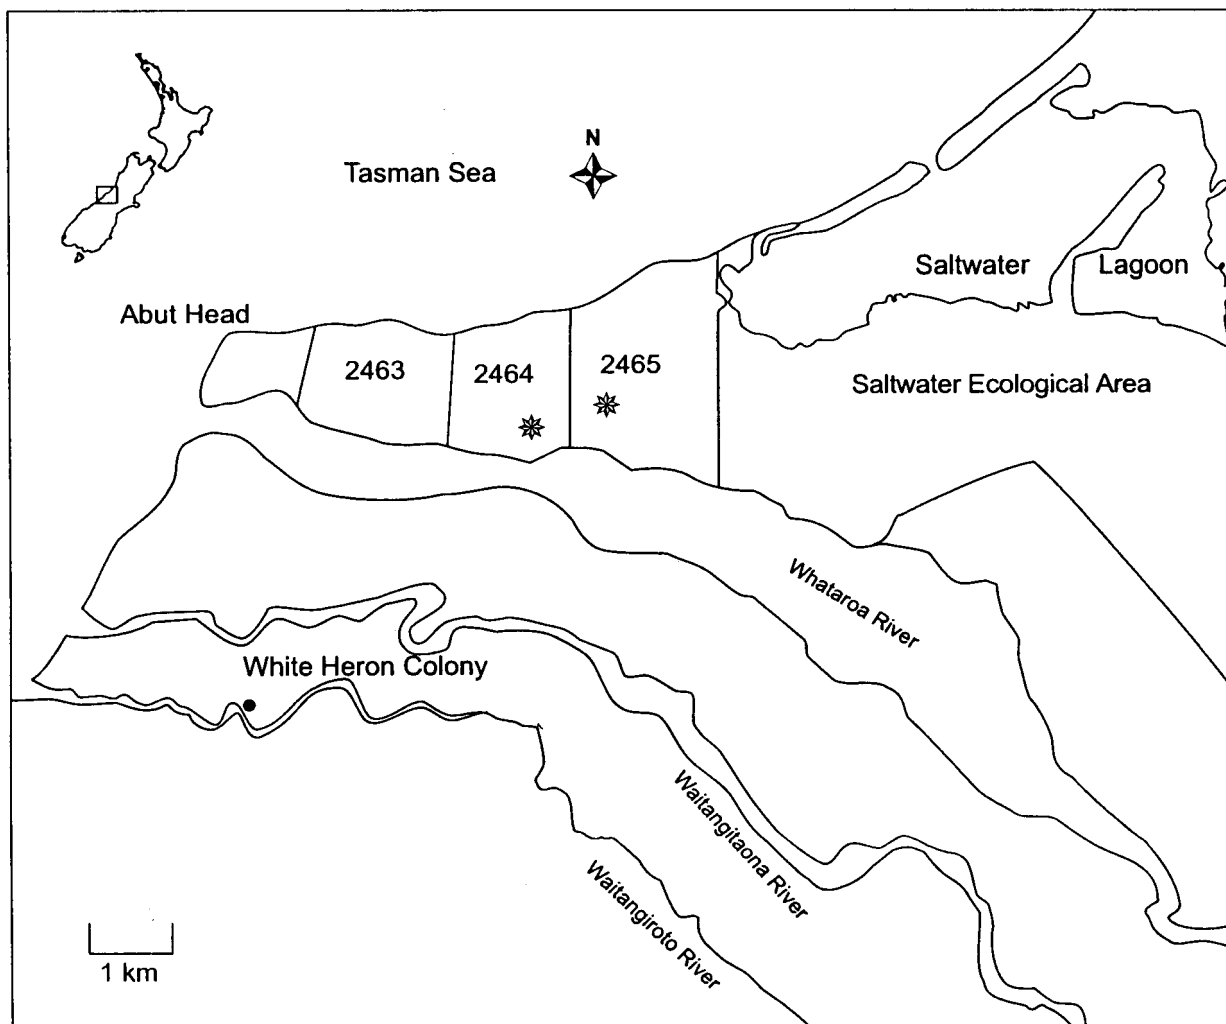 N
Tasman Sea
Saltwater Lagoon
Abut Head
2463
2464
2465
Saltwater Ecological Area
Whataroa River
White Heron Colony
Waitangitaona River
Waitangiroto River
1 km